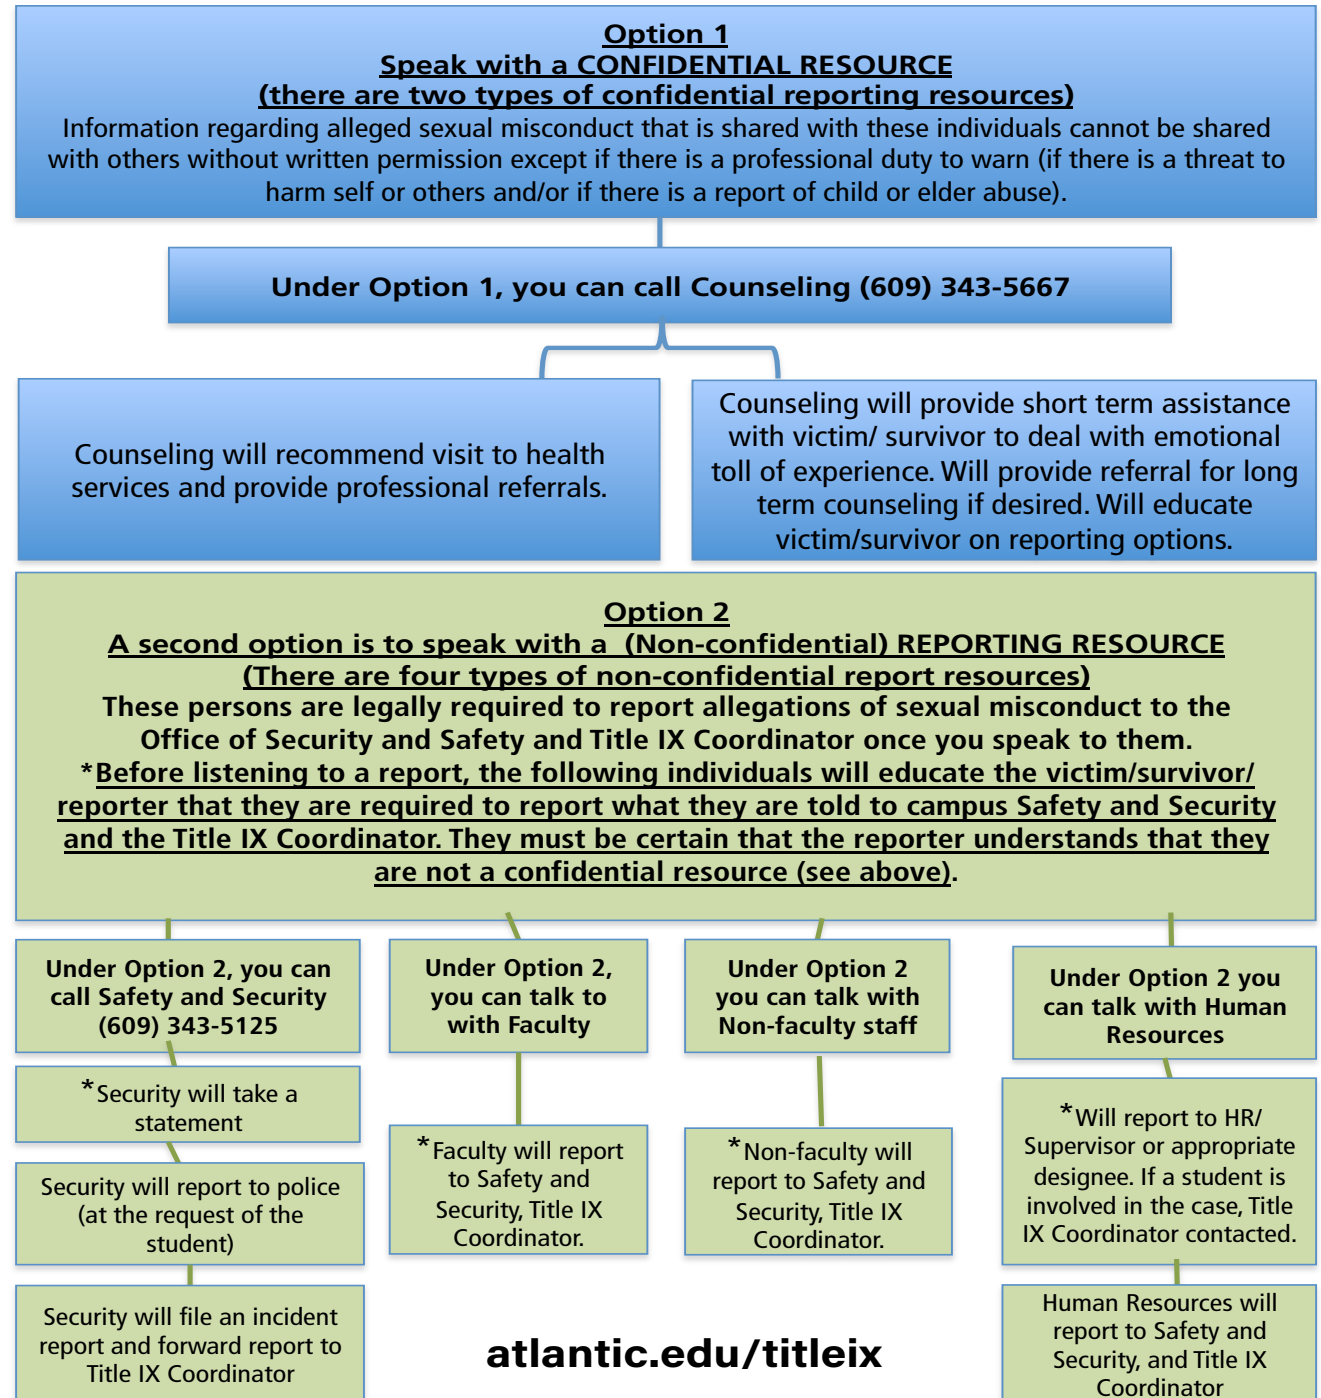 Option 1
Speak with a CONFIDENTIAL RESOURCE
(there are two types of confidential reporting resources)
Information regarding alleged sexual misconduct that is shared with these individuals cannot be shared
with others without written permission except if there is a professional duty to warn (if there is a threat to
harm self or others and/or if there is a report of child or elder abuse).
Under Option 1, you can call Counseling (609) 343-5667
Counseling will recommend visit to health
services and provide professional referrals.
Counseling will provide short term assistance
with victim/ survivor to deal with emotional
toll of experience. Will provide referral for long
term counseling if desired. Will educate
victim/survivor on reporting options.
Option 2
A second option is to speak with a (Non-confidential) REPORTING RESOURCE
(There are four types of non-confidential report resources)
These persons are legally required to report allegations of sexual misconduct to the
Office of Security and Safety and Title IX Coordinator once you speak to them.
*Before listening to a report, the following individuals will educate the victim/survivor/
reporter that they are required to report what they are told to campus Safety and Security
and the Title IX Coordinator. They must be certain that the reporter understands that they
are not a confidential resource (see above).
Under Option 2, you can
call Safety and Security
(609) 343-5125
*Security will take a
statement
Security will report to police
(at the request of the
student)
Security will file an incident
report and forward report to
Title IX Coordinator
Under Option 2,
you can talk to
with Faculty
*Faculty will report
to Safety and
Security, Title IX
Coordinator.
Under Option 2
you can talk with
Non-faculty staff
*Non-faculty will
report to Safety and
Security, Title IX
Coordinator.
Under Option 2 you
can talk with Human
Resources
*Will report to HR/
Supervisor or appropriate
designee. If a student is
involved in the case, Title
IX Coordinator contacted.
Human Resources will
report to Safety and
Security, and Title IX
Coordinator
atlantic.edu/titleix